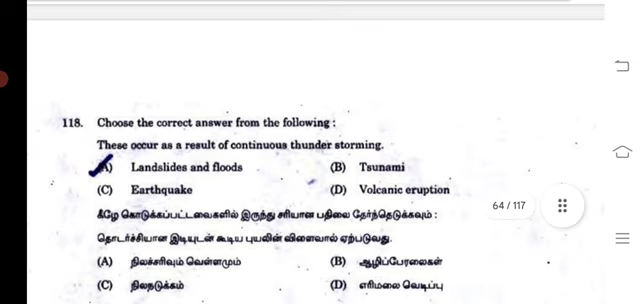 118. Choose the correct answer from the following :
These occur as a result of continuous thunder storming.
(A) Landslides and floods (B) Tsunami
(C) Earthquake (D) Volcanic eruption
64 / 117
கீழே கொடுக்கப்பட்டவைகளில் இருந்து சரியான பதிலை தேர்ந்தெடுக்கவும் :
தொடர்ச்சியான இடியுடன் கூடிய புயலின் விளைவால் ஏற்படுவது.
(A) நிலச்சரிவும் வெள்ளமும் (B) ஆழிப்பேரலைகள்
(C) நிலநடுக்கம் (D) எரிமலை வெடிப்பு